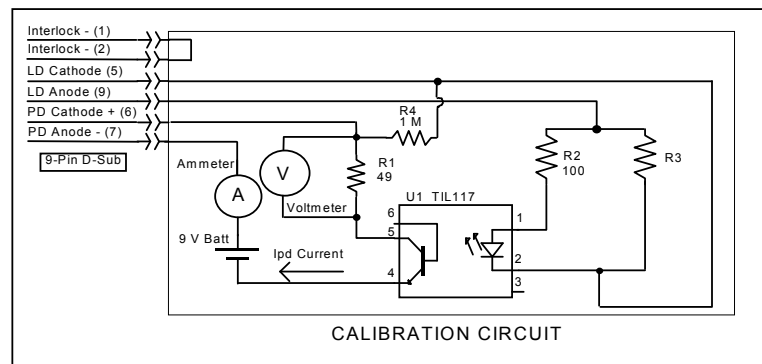 Interlock - (1)
Interlock - (2)
LD Cathode (5)
LD Anode (9)
PD Cathode + (6)
PD Anode - (7)
9-Pin D-Sub
Ammeter
A
9 V Batt
V
Voltmeter
R1
49
R4
1 M
Ipd Current
U1 TIL117
6
5
4
1
2
3
R2
100
R3
CALIBRATION CIRCUIT